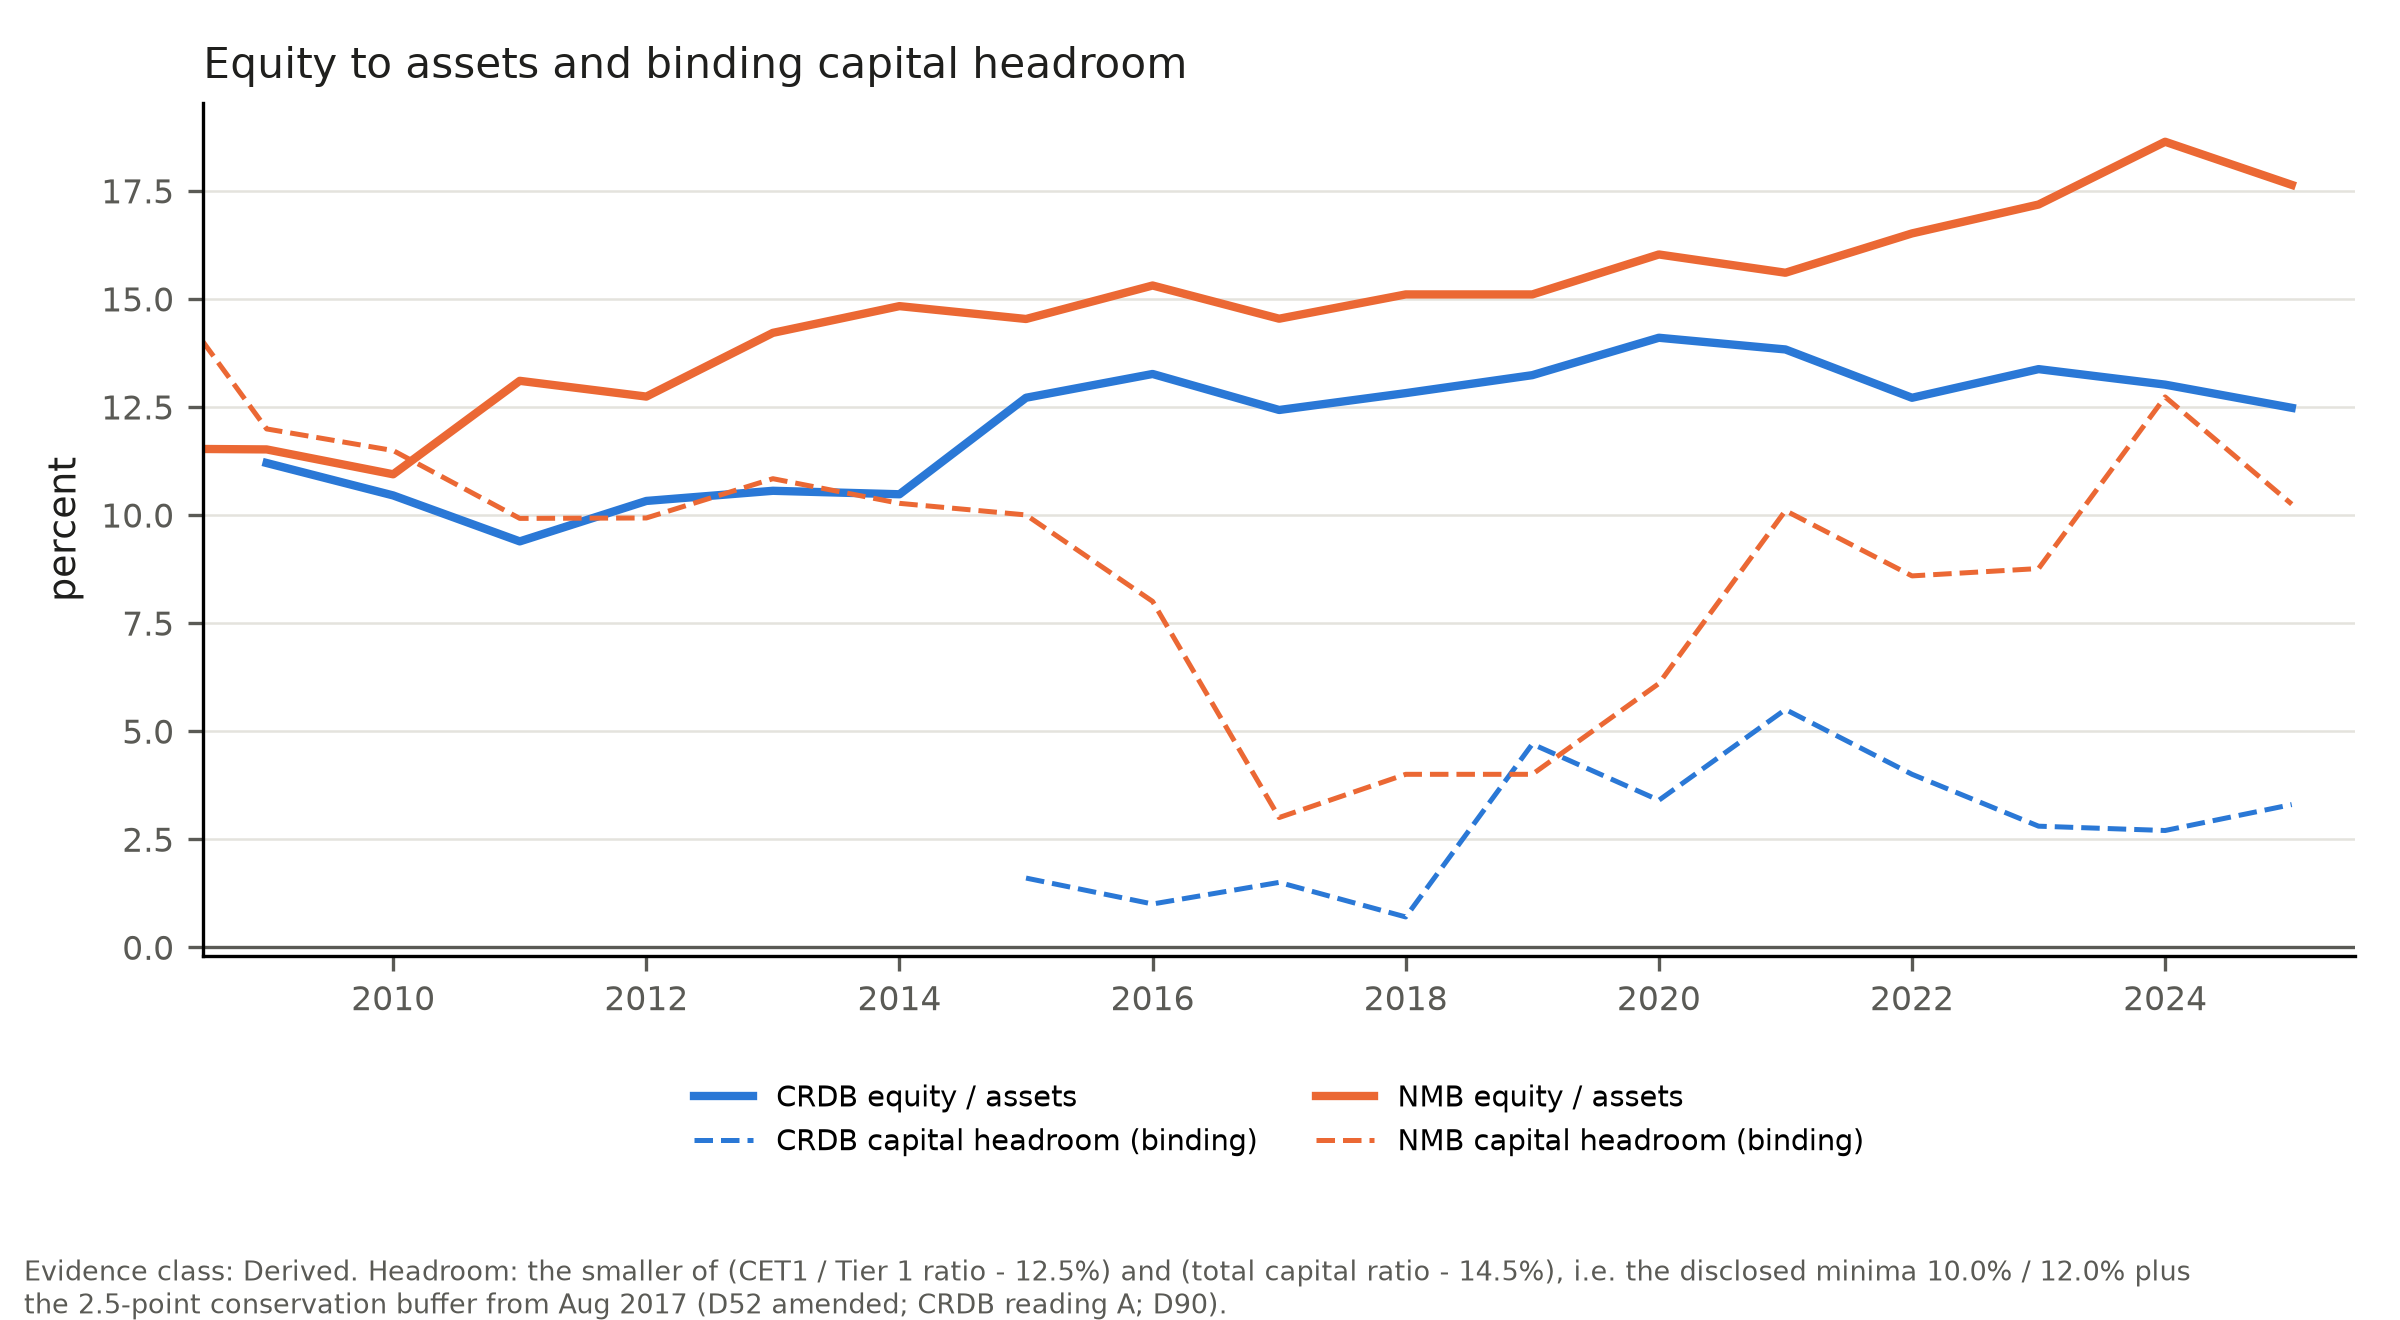 Equity to assets and binding capital headroom
percent
17.5
15.0
12.5
10.0
7.5
5.0
2.5
0.0
2010 2012 2014 2016 2018 2020 2022 2024
CRDB equity / assets
CRDB capital headroom (binding)
NMB equity / assets
NMB capital headroom (binding)
Evidence class: Derived. Headroom: the smaller of (CET1 / Tier 1 ratio - 12.5%) and (total capital ratio - 14.5%), i.e. the disclosed minima 10.0% / 12.0% plus
the 2.5-point conservation buffer from Aug 2017 (D52 amended; CRDB reading A; D90).